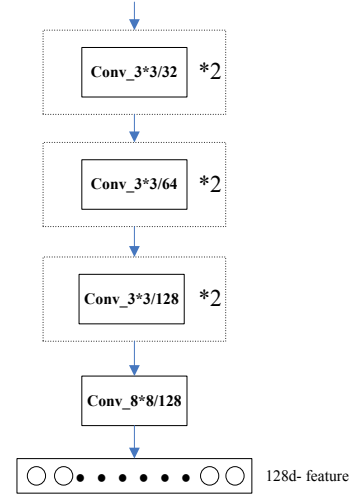 Conv_3*3/32 *2
Conv_3*3/64 *2
Conv_3*3/128 *2
Conv_8*8/128
128d- feature